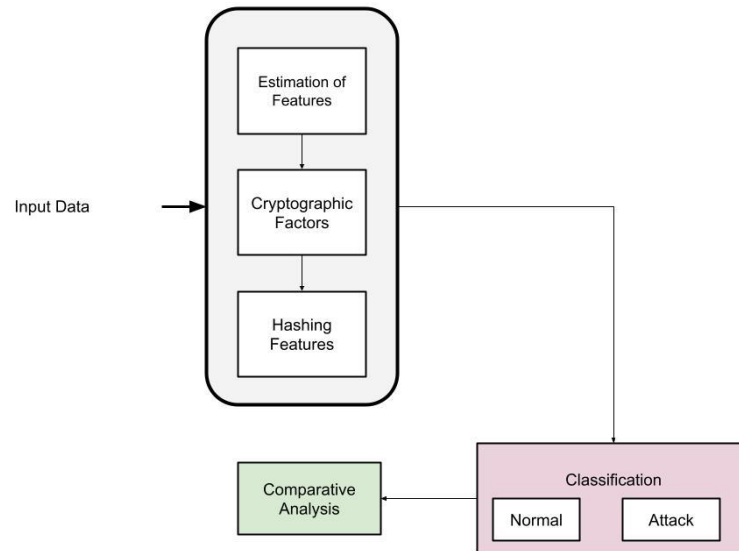 Estimation of
Features
Input Data
Cryptographic
Factors
Hashing
Features
Classification
Normal
Attack
Comparative
Analysis